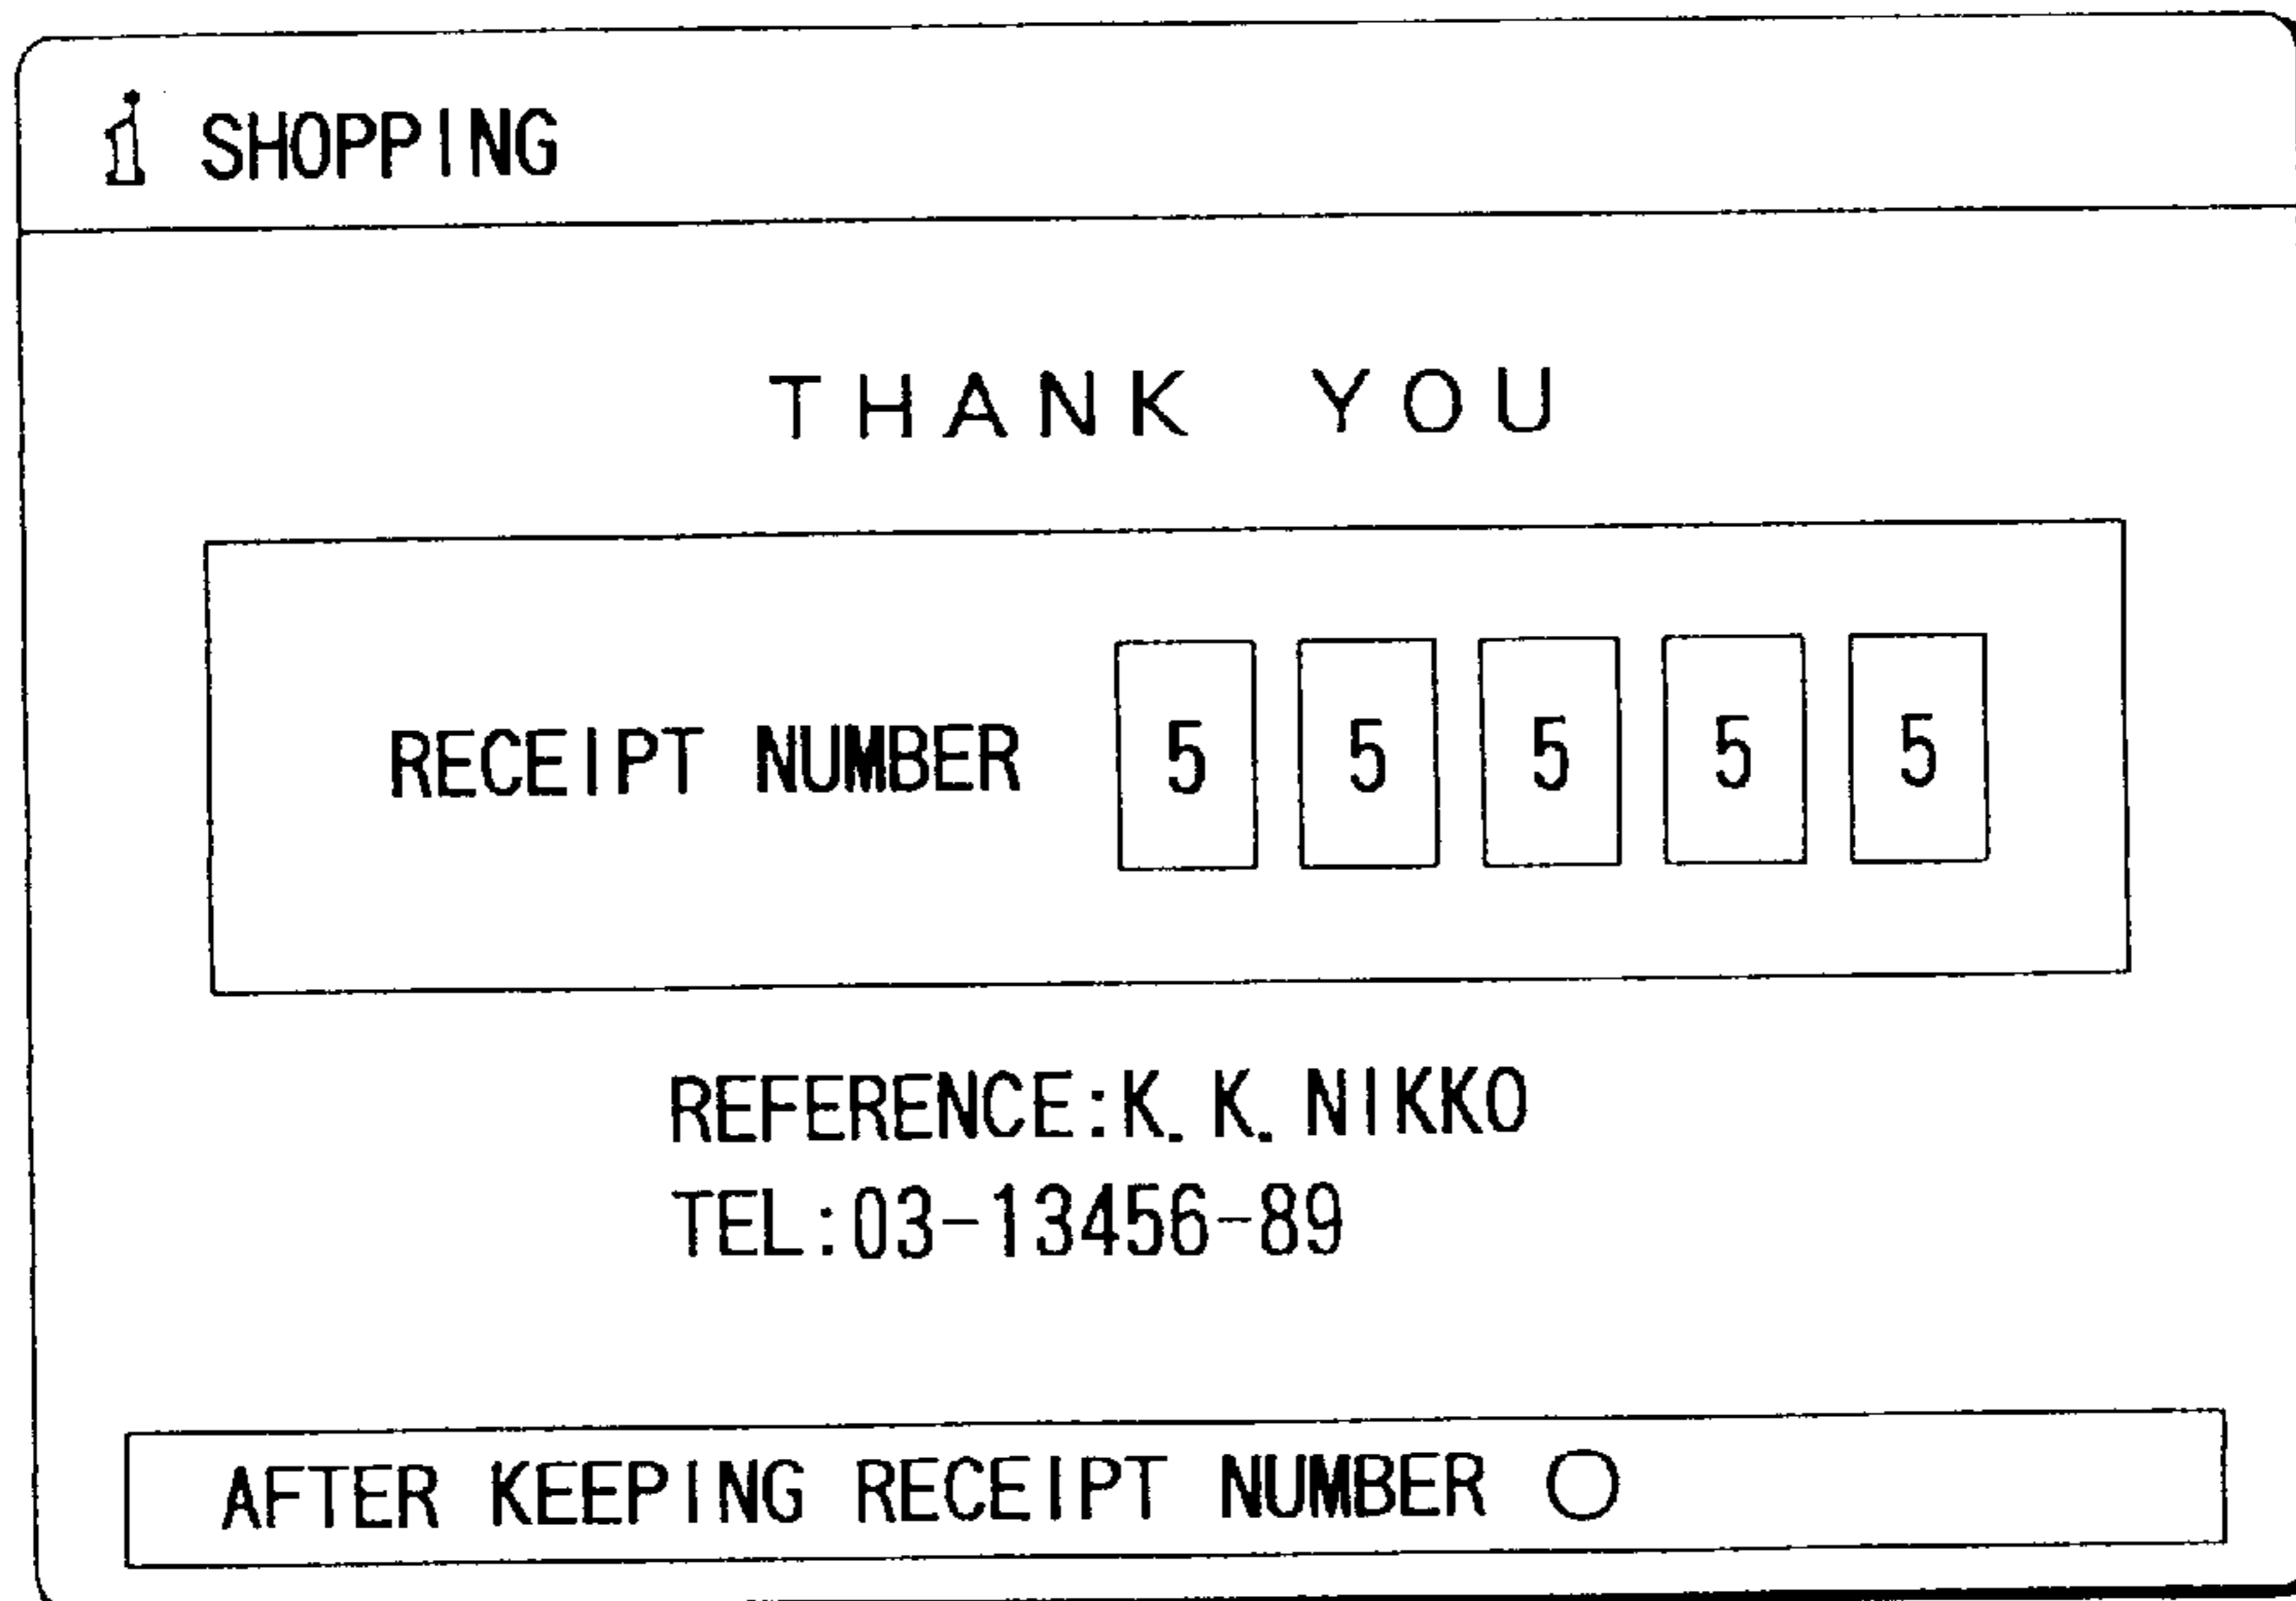 i SHOPPING
THANK YOU
RECEIPT NUMBER 5 5 5 5 5
REFERENCE:K.K.NIKKO
TEL:03-13456-89
AFTER KEEPING RECEIPT NUMBER ○